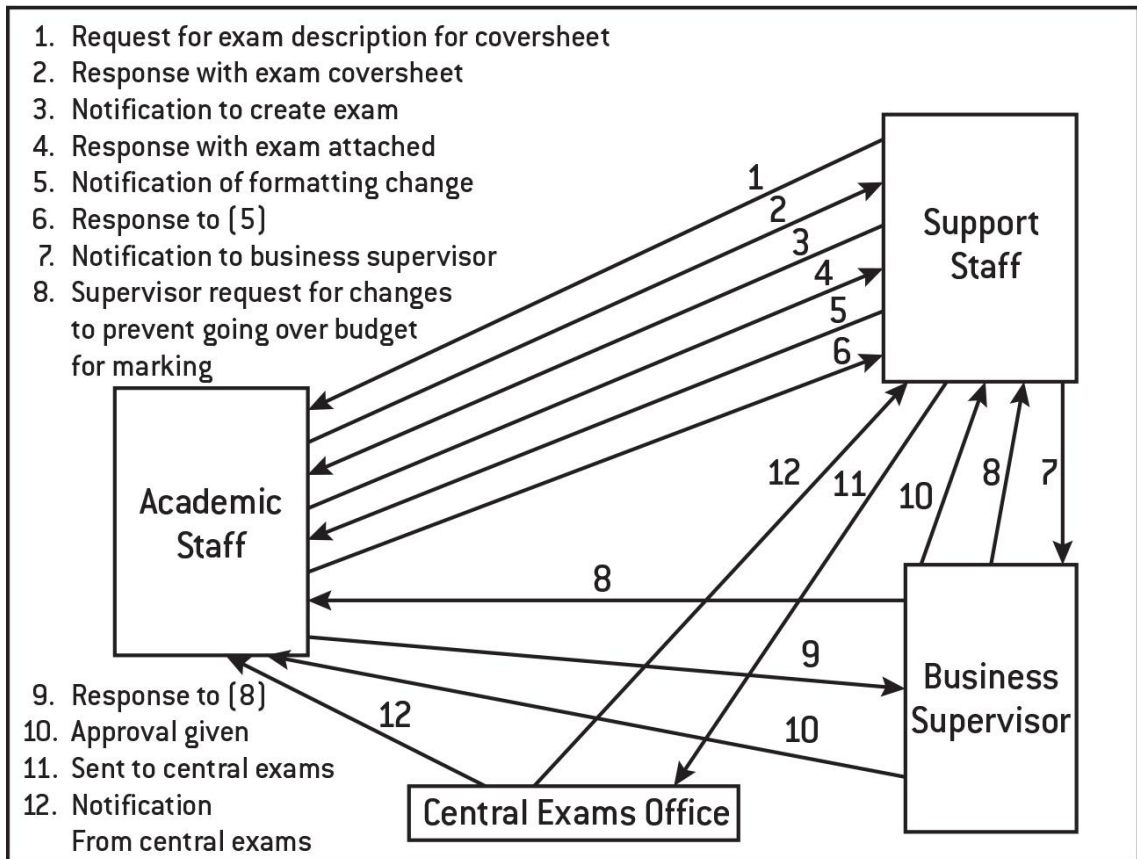 1. Request for exam description for coversheet
2. Response with exam coversheet
3. Notification to create exam
4. Response with exam attached
5. Notification of formatting change
6. Response to (5)
7. Notification to business supervisor
8. Supervisor request for changes
to prevent going over budget
for marking
1
2
3
4
5
6
Support
Staff
12
11
10
8
7
Academic
Staff
8
9
Business
Supervisor
10
12
9. Response to (8)
10. Approval given
11. Sent to central exams
12. Notification
From central exams
Central Exams Office